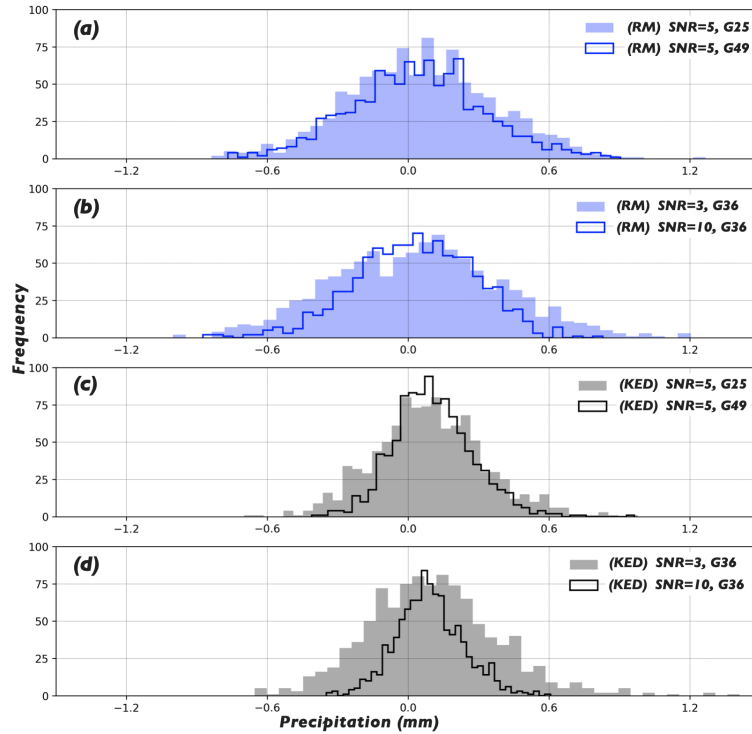 (a)
(RM) SNR=5, G25
(RM) SNR=5, G49
100
75
50
25
0
−1.2 −0.6 0.0 0.6 1.2
(b)
(RM) SNR=3, G36
(RM) SNR=10, G36
100
75
50
25
0
−1.2 −0.6 0.0 0.6 1.2
Frequency
(c)
(KED) SNR=5, G25
(KED) SNR=5, G49
100
75
50
25
0
−1.2 −0.6 0.0 0.6 1.2
(d)
(KED) SNR=3, G36
(KED) SNR=10, G36
100
75
50
25
0
−1.2 −0.6 0.0 0.6 1.2
Precipitation (mm)